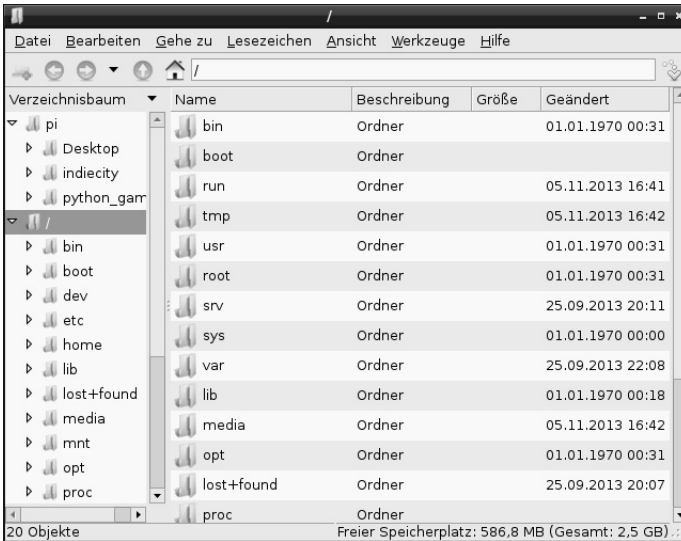 /
Datei Bearbeiten Gehe zu Lesezeichen Ansicht Werkzeuge Hilfe
/
Verzeichnisbaum
pi
Desktop
indiecity
python_gam
/
bin
boot
dev
etc
home
lib
lost+found
media
mnt
opt
proc
Name Beschreibung Größe Geändert
bin Ordner 01.01.1970 00:31
boot Ordner
run Ordner 05.11.2013 16:41
tmp Ordner 05.11.2013 16:42
usr Ordner 01.01.1970 00:31
root Ordner 01.01.1970 00:31
srv Ordner 25.09.2013 20:11
sys Ordner 01.01.1970 00:00
var Ordner 25.09.2013 22:08
lib Ordner 01.01.1970 00:18
media Ordner 05.11.2013 16:42
opt Ordner 01.01.1970 00:31
lost+found Ordner 25.09.2013 20:07
proc Ordner
20 Objekte Freier Speicherplatz: 586,8 MB (Gesamt: 2,5 GB)